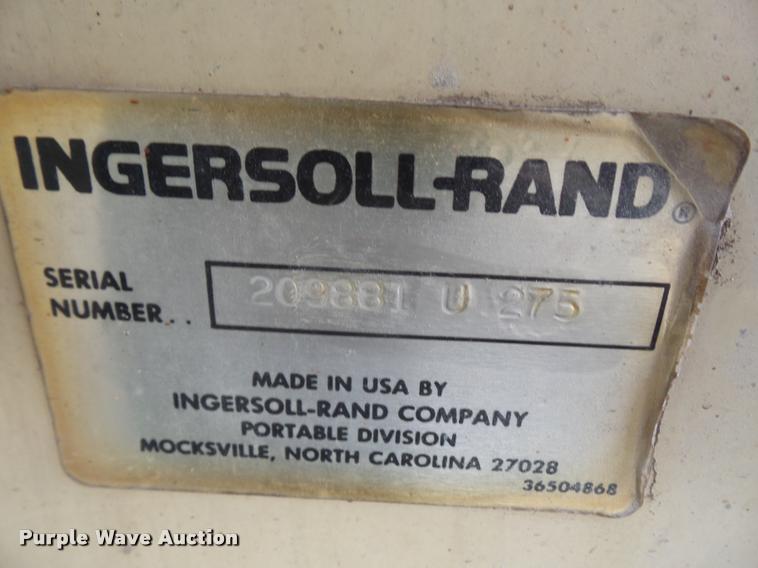 INGERSOLL-RAND®
SERIAL
NUMBER.. 209881 U 275
MADE IN USA BY
INGERSOLL-RAND COMPANY
PORTABLE DIVISION
MOCKSVILLE, NORTH CAROLINA 27028
36504868
Purple Wave Auction